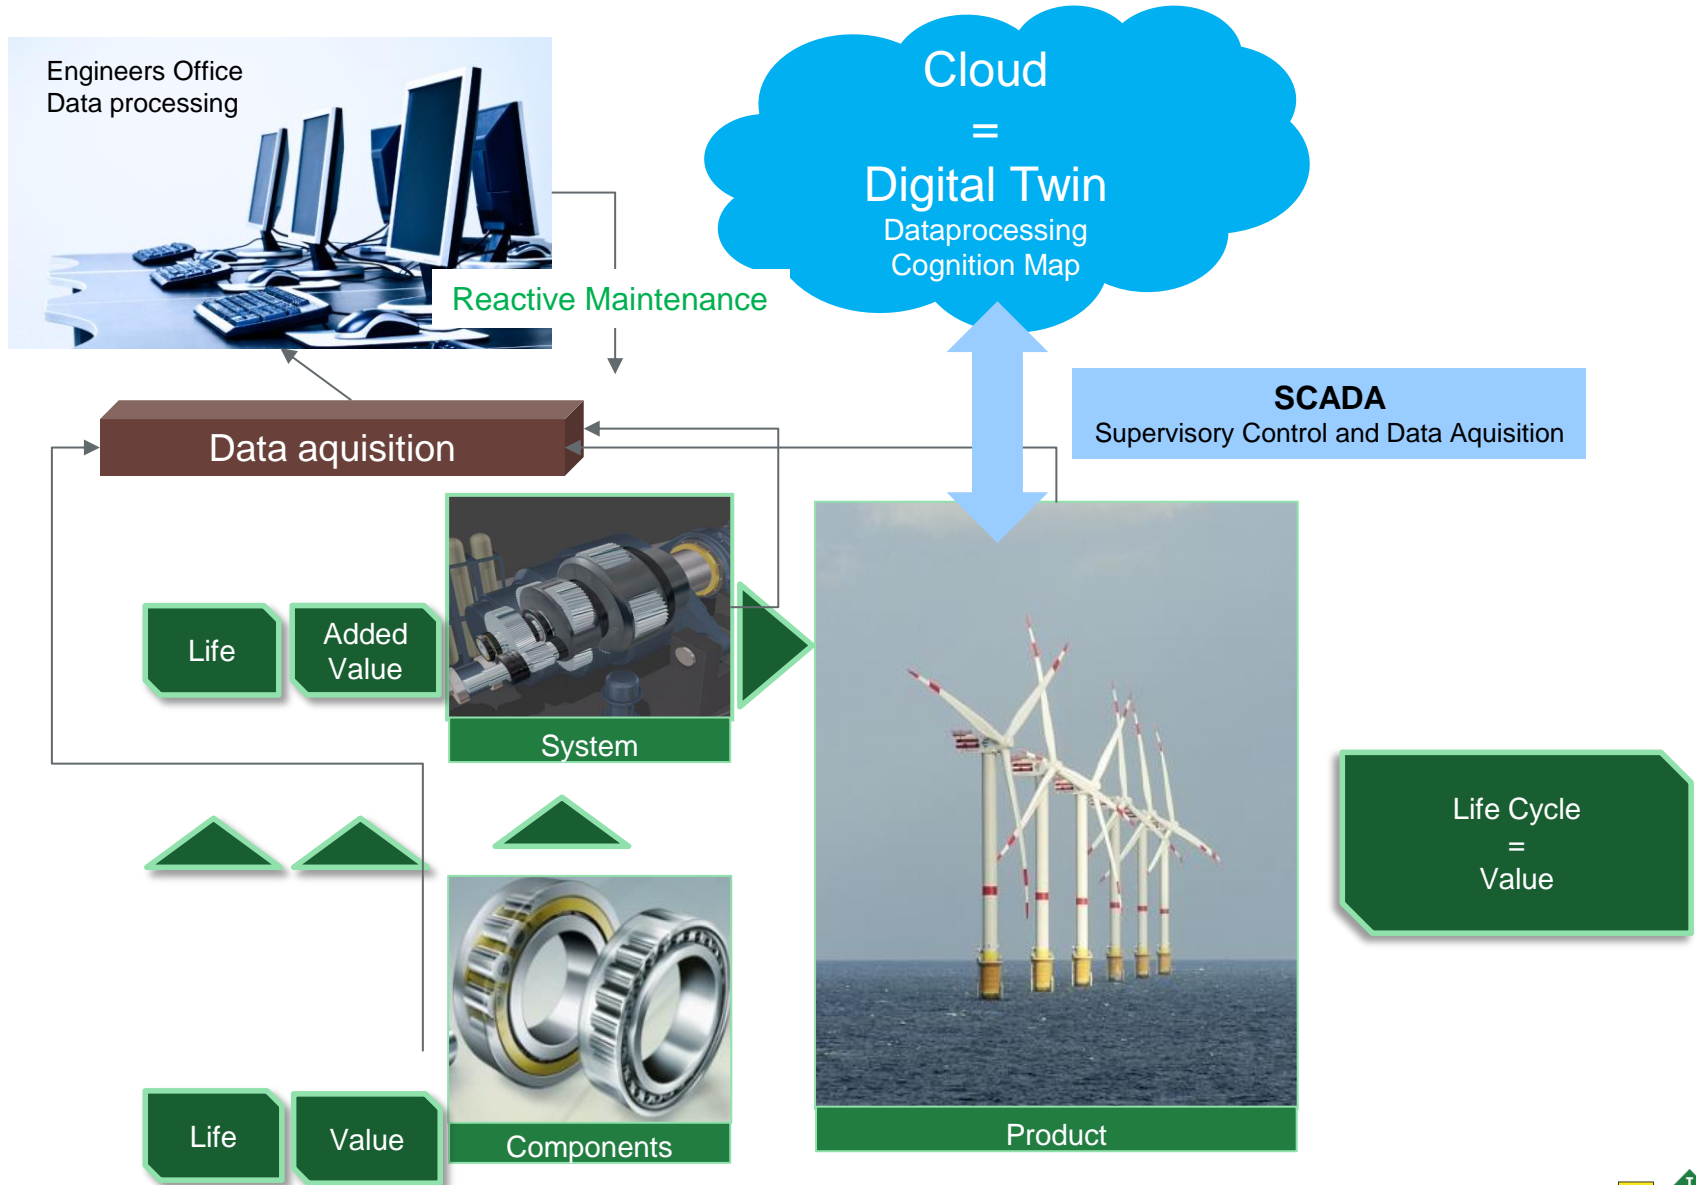 Engineers Office
Data processing
Cloud
=
Digital Twin
Dataprocessing
Cognition Map
Reactive Maintenance
SCADA
Supervisory Control and Data Aquisition
Data aquisition
Life
Added
Value
System
Life Cycle
=
Value
Life
Value
Components
Product